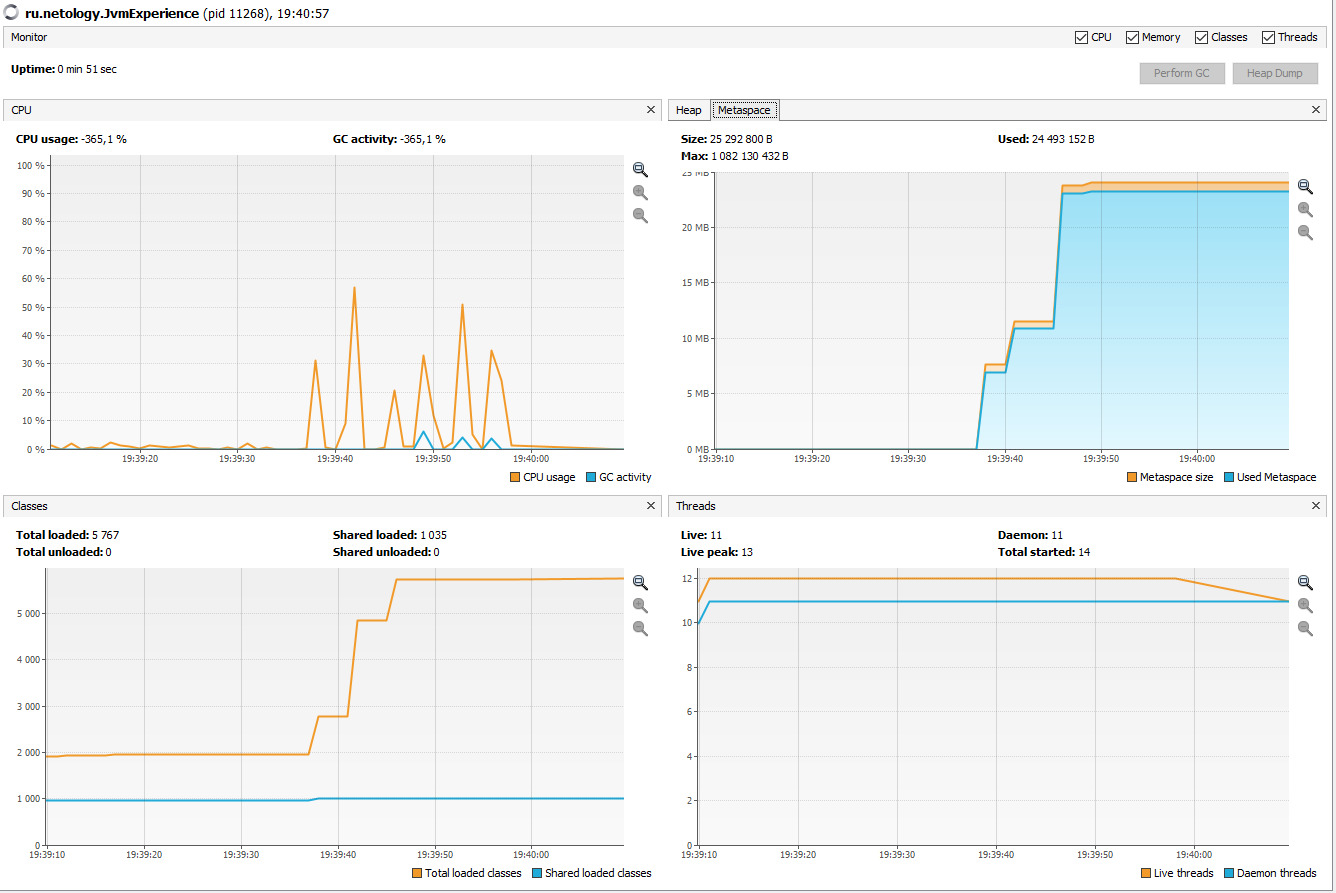 ru.netology.JvmExperience (pid 11268), 19:40:57
Monitor
CPU Memory Classes Threads
Uptime: 0 min 51 sec
Perform GC Heap Dump
CPU
CPU usage: -365,1 % GC activity: -365,1 %
100 %
90 %
80 %
70 %
60 %
50 %
40 %
30 %
20 %
10 %
0 %
19:39:20 19:39:30 19:39:40 19:39:50 19:40:00
CPU usage GC activity
Heap Metaspace
Size: 25 292 800 B Used: 24 493 152 B
Max: 1 082 130 432 B
25 MB
20 MB
15 MB
10 MB
5 MB
0 MB
19:39:10 19:39:20 19:39:30 19:39:40 19:39:50 19:40:00
Metaspace size Used Metaspace
Classes
Total loaded: 5 767 Shared loaded: 1 035
Total unloaded: 0 Shared unloaded: 0
5 000
4 000
3 000
2 000
1 000
0
19:39:10 19:39:20 19:39:30 19:39:40 19:39:50 19:40:00
Total loaded classes Shared loaded classes
Threads
Live: 11 Daemon: 11
Live peak: 13 Total started: 14
12
10
8
6
4
2
0
19:39:10 19:39:20 19:39:30 19:39:40 19:39:50 19:40:00
Live threads Daemon threads